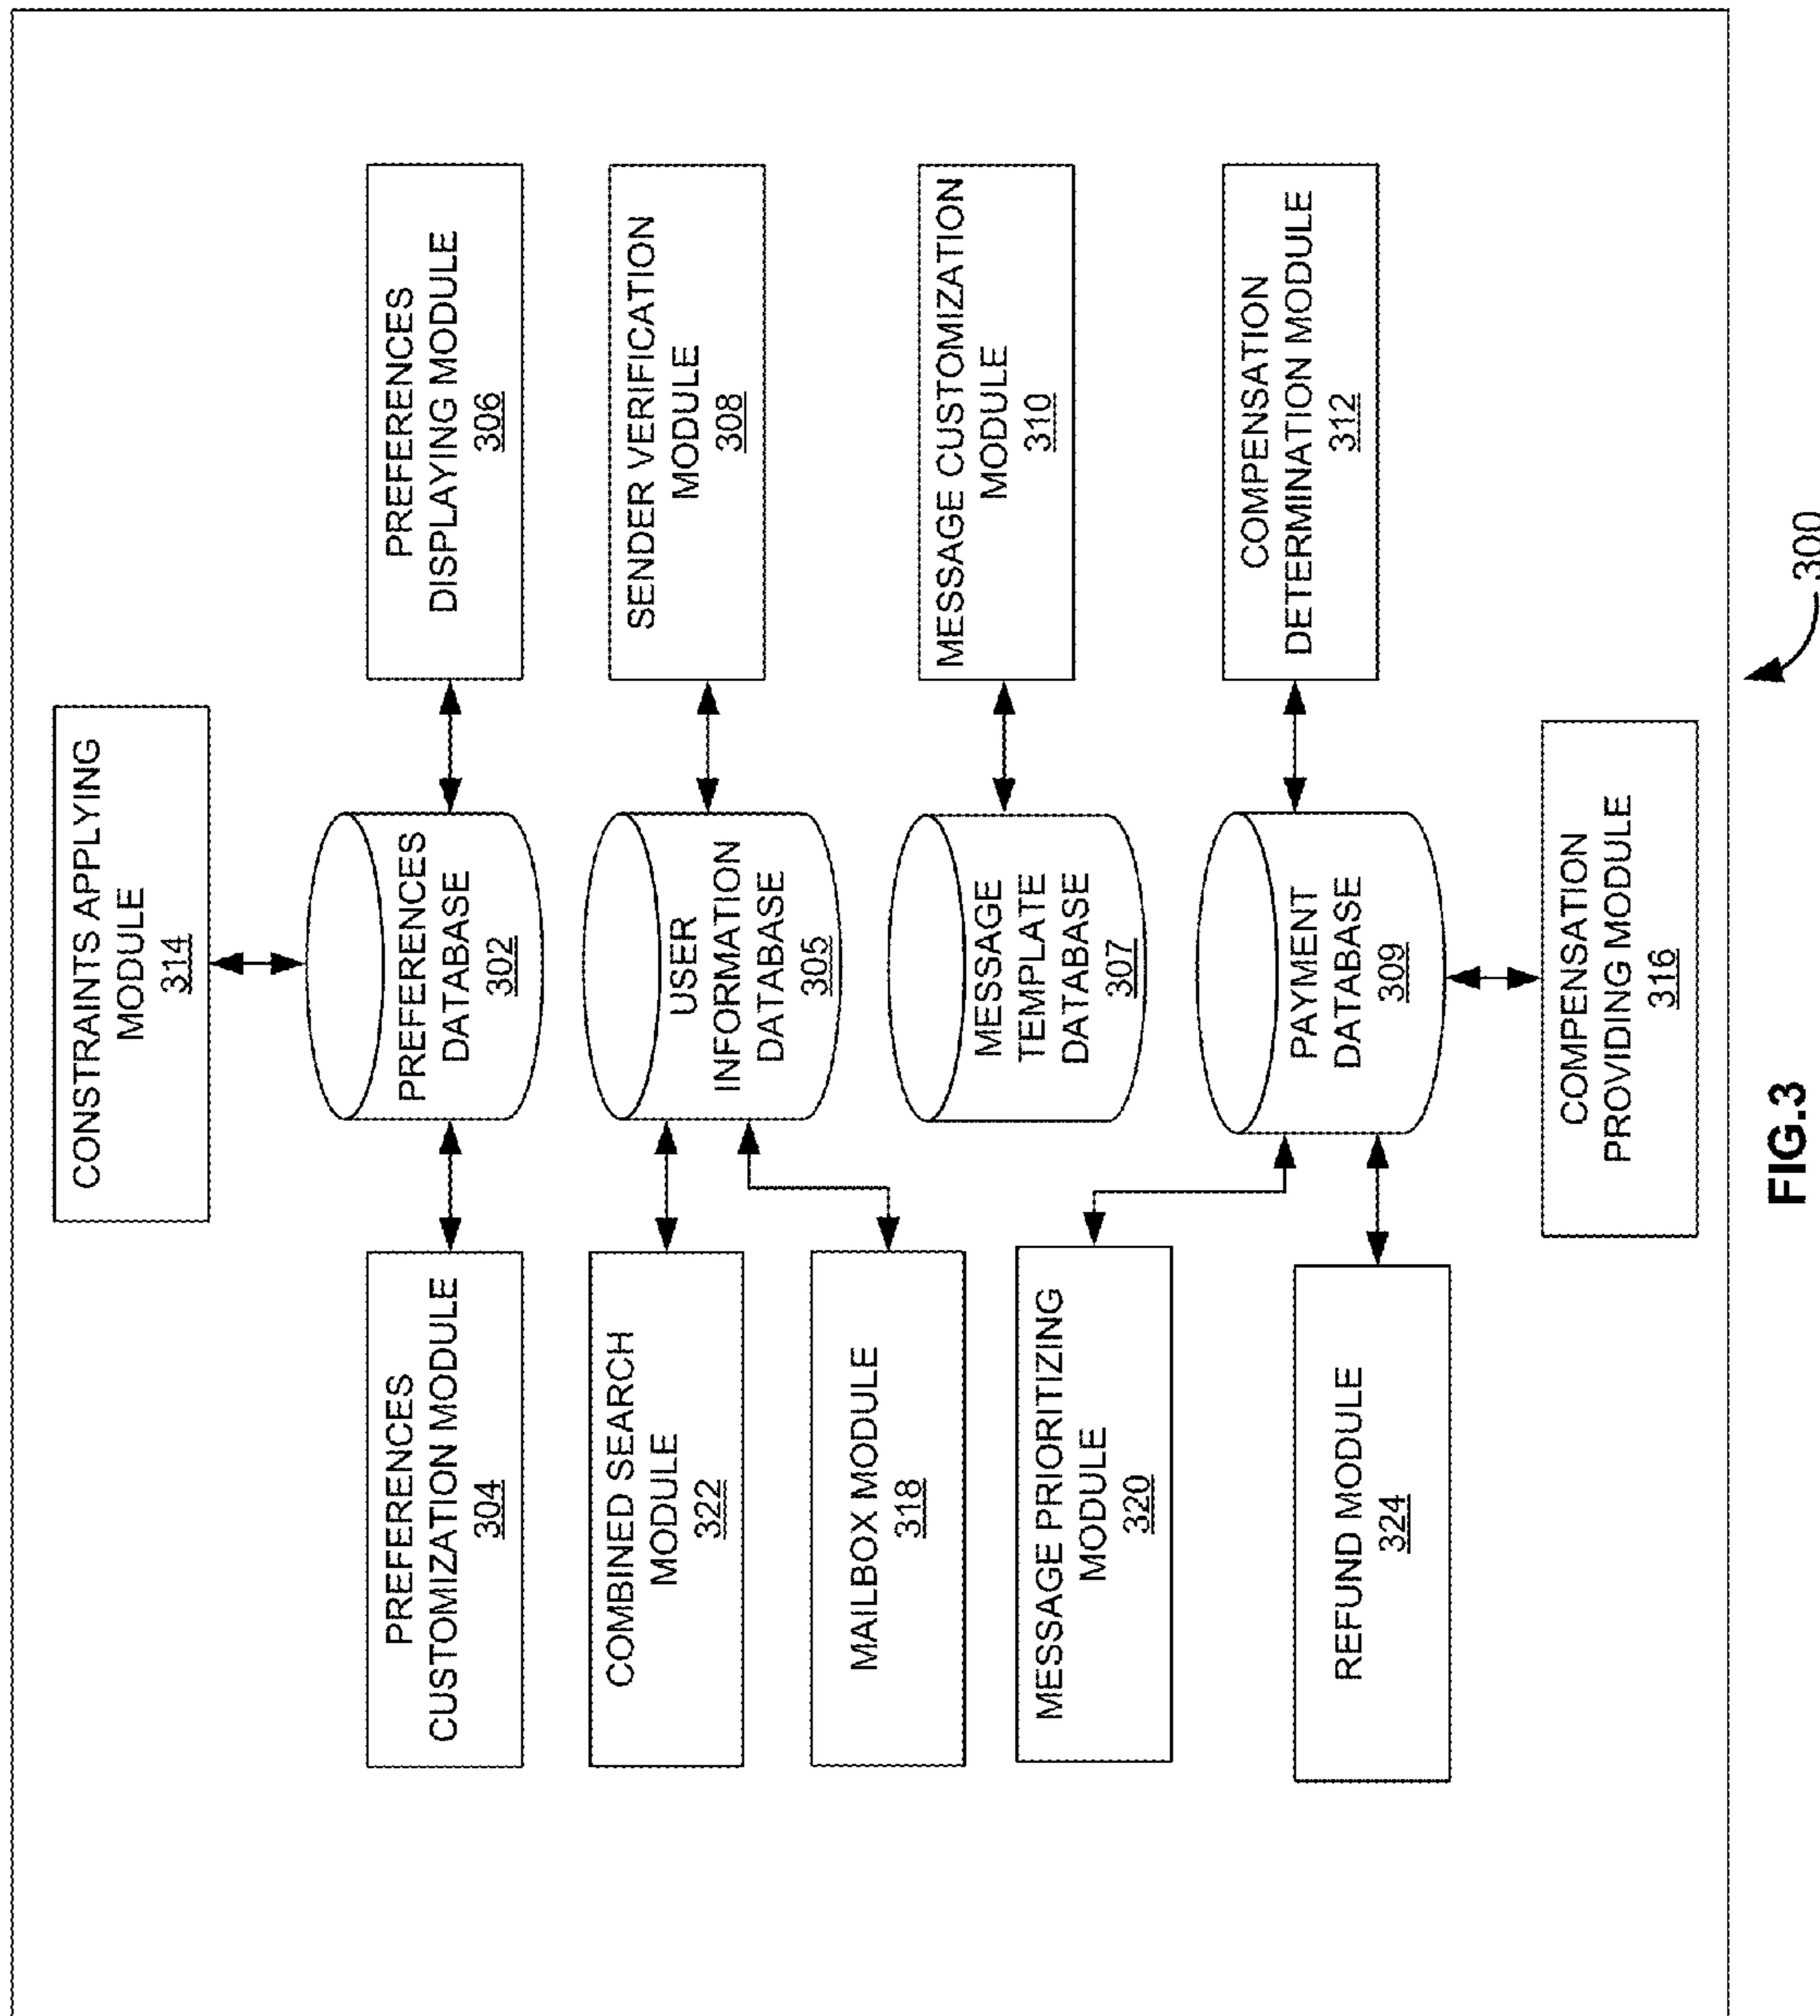 CONSTRAINTS APPLYING
MODULE
314
PREFERENCES
CUSTOMIZATION MODULE
304
PREFERENCES
DATABASE
302
PREFERENCES
DISPLAYING MODULE
306
COMBINED SEARCH
MODULE
322
USER
INFORMATION
DATABASE
305
SENDER VERIFICATION
MODULE
308
MAILBOX MODULE
318
MESSAGE PRIORITIZING
MODULE
320
MESSAGE
TEMPLATE
DATABASE
307
MESSAGE CUSTOMIZATION
MODULE
310
REFUND MODULE
324
PAYMENT
DATABASE
309
COMPENSATION
DETERMINATION MODULE
312
COMPENSATION
PROVIDING MODULE
316
300
FIG.3